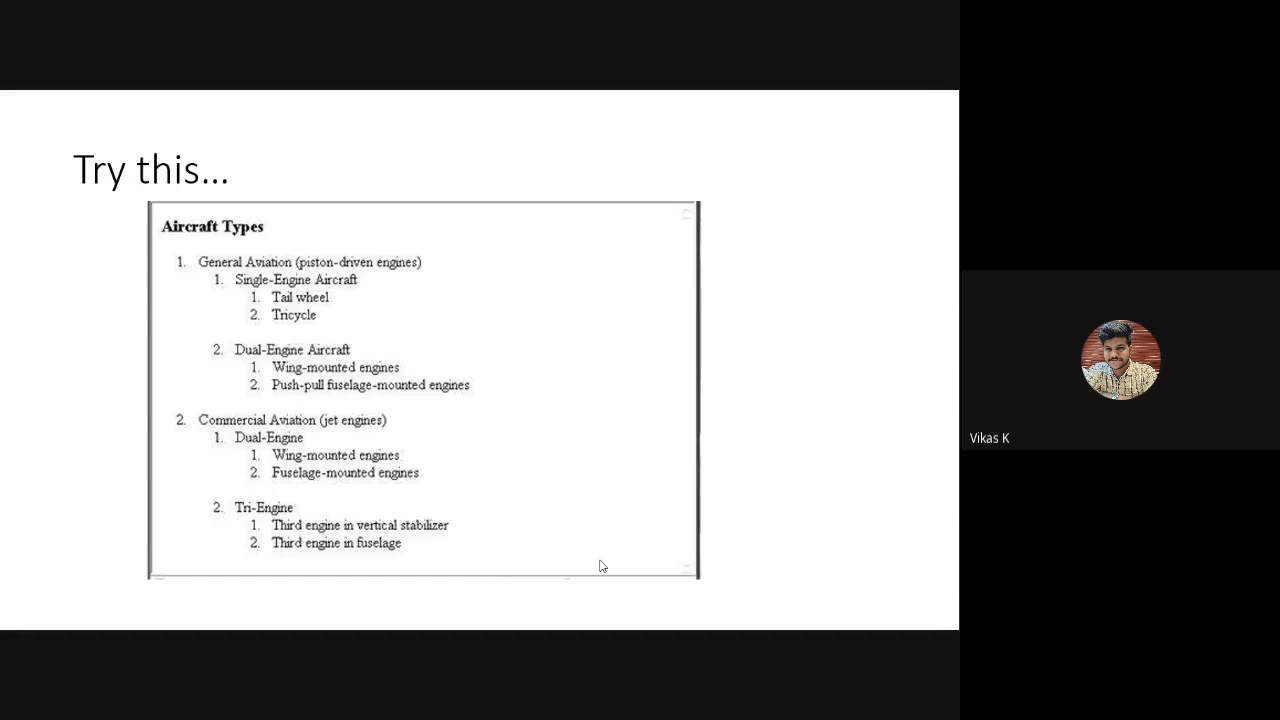 Try this...
Aircraft Types
1. General Aviation (piston-driven engines)
1. Single-Engine Aircraft
1. Tail wheel
2. Tricycle
2. Dual-Engine Aircraft
1. Wing-mounted engines
2. Push-pull fuselage-mounted engines
2. Commercial Aviation (jet engines)
1. Dual-Engine
1. Wing-mounted engines
2. Fuselage-mounted engines
2. Tri-Engine
1. Third engine in vertical stabilizer
2. Third engine in fuselage
Vikas K